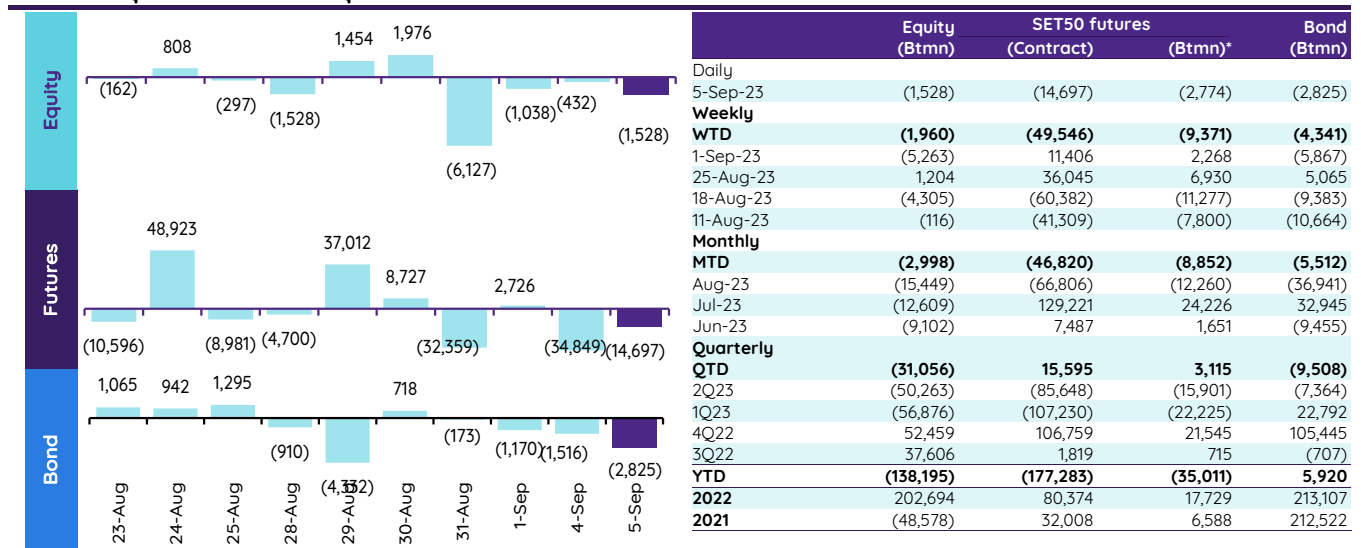 Equity
808
1,454
1,976
(162)
(297)
(1,528)
(6,127)
(1,038)
(432)
(1,528)
Futures
48,923
37,012
8,727
2,726
(10,596)
(8,981)
(4,700)
(32,359)
(34,849)
(14,697)
Bond
1,065
942
1,295
718
(910)
(4,332)
(173)
(1,170)
(1,516)
(2,825)
23-Aug
24-Aug
25-Aug
28-Aug
29-Aug
30-Aug
31-Aug
1-Sep
4-Sep
5-Sep
Equity SET50 futures Bond
(Btmn) (Contract) (Btmn)* (Btmn)
Daily
5-Sep-23 (1,528) (14,697) (2,774) (2,825)
Weekly
WTD (1,960) (49,546) (9,371) (4,341)
1-Sep-23 (5,263) 11,406 2,268 (5,867)
25-Aug-23 1,204 36,045 6,930 5,065
18-Aug-23 (4,305) (60,382) (11,277) (9,383)
11-Aug-23 (116) (41,309) (7,800) (10,664)
Monthly
MTD (2,998) (46,820) (8,852) (5,512)
Aug-23 (15,449) (66,806) (12,260) (36,941)
Jul-23 (12,609) 129,221 24,226 32,945
Jun-23 (9,102) 7,487 1,651 (9,455)
Quarterly
QTD (31,056) 15,595 3,115 (9,508)
2Q23 (50,263) (85,648) (15,901) (7,364)
1Q23 (56,876) (107,230) (22,225) 22,792
4Q22 52,459 106,759 21,545 105,445
3Q22 37,606 1,819 715 (707)
YTD (138,195) (177,283) (35,011) 5,920
2022 202,694 80,374 17,729 213,107
2021 (48,578) 32,008 6,588 212,522